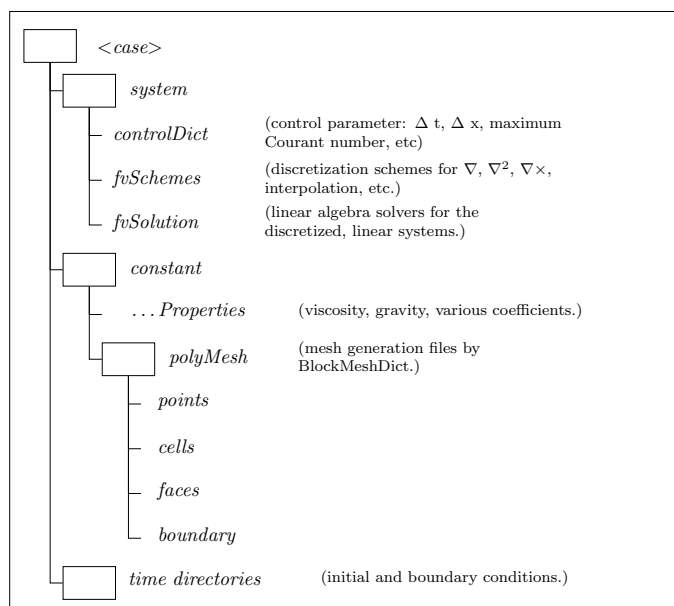 <case>
system
controlDict (control parameter: Δ t, Δ x, maximum
Courant number, etc)
fvSchemes (discretization schemes for ∇, ∇², ∇×,
interpolation, etc.)
fvSolution (linear algebra solvers for the
discretized, linear systems.)
constant
...Properties (viscosity, gravity, various coefficients.)
polyMesh (mesh generation files by
BlockMeshDict.)
points
cells
faces
boundary
time directories (initial and boundary conditions.)